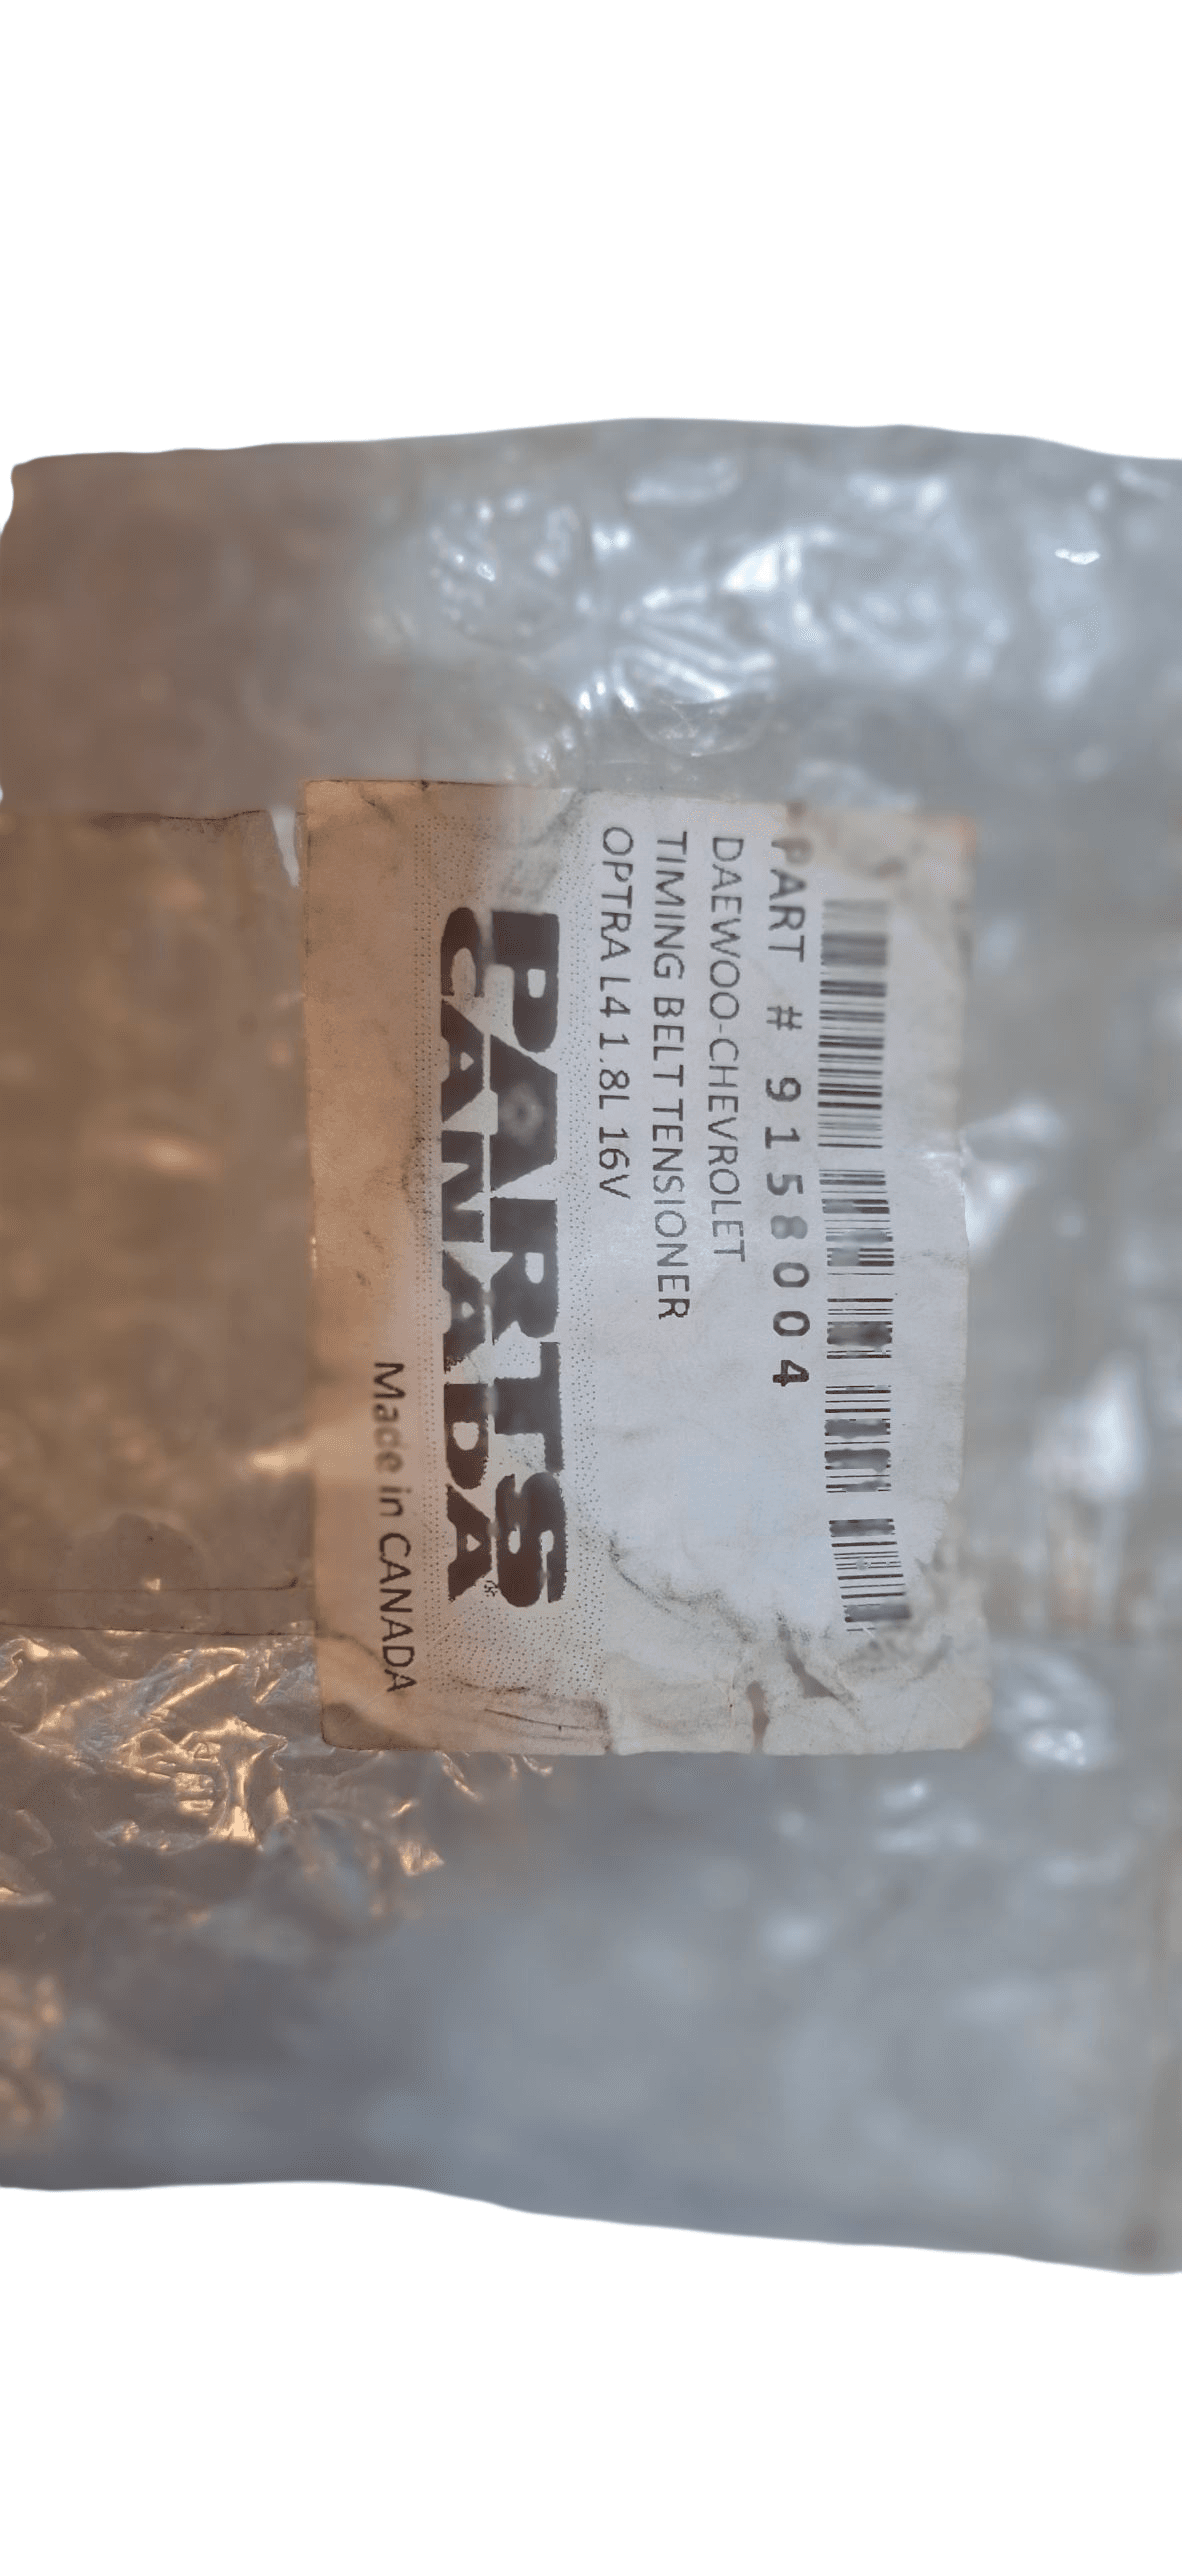 PART # 9158004
DAEWOO-CHEVROLET
TIMING BELT TENSIONER
OPTRA L4 1.8L 16V
PARTS
CANADA
Made in CANADA